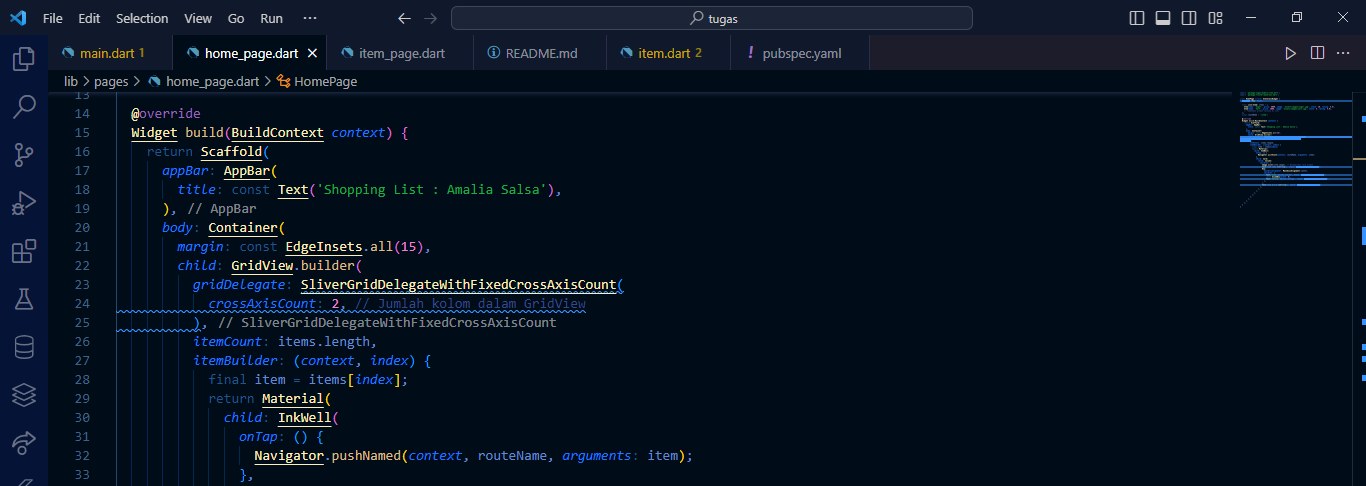 File Edit Selection View Go Run ··· tugas
main.dart 1 home_page.dart item_page.dart README.md item.dart 2 pubspec.yaml
lib > pages > home_page.dart > HomePage
13
14 @override
15 Widget build(BuildContext context) {
16 return Scaffold(
17 appBar: AppBar(
18 title: const Text('Shopping List : Amalia Salsa'),
19 ), // AppBar
20 body: Container(
21 margin: const EdgeInsets.all(15),
22 child: GridView.builder(
23 gridDelegate: SliverGridDelegateWithFixedCrossAxisCount(
24 crossAxisCount: 2, // Jumlah kolom dalam GridView
25 ), // SliverGridDelegateWithFixedCrossAxisCount
26 itemCount: items.length,
27 itemBuilder: (context, index) {
28 final item = items[index];
29 return Material(
30 child: InkWell(
31 onTap: () {
32 Navigator.pushNamed(context, routeName, arguments: item);
33 },